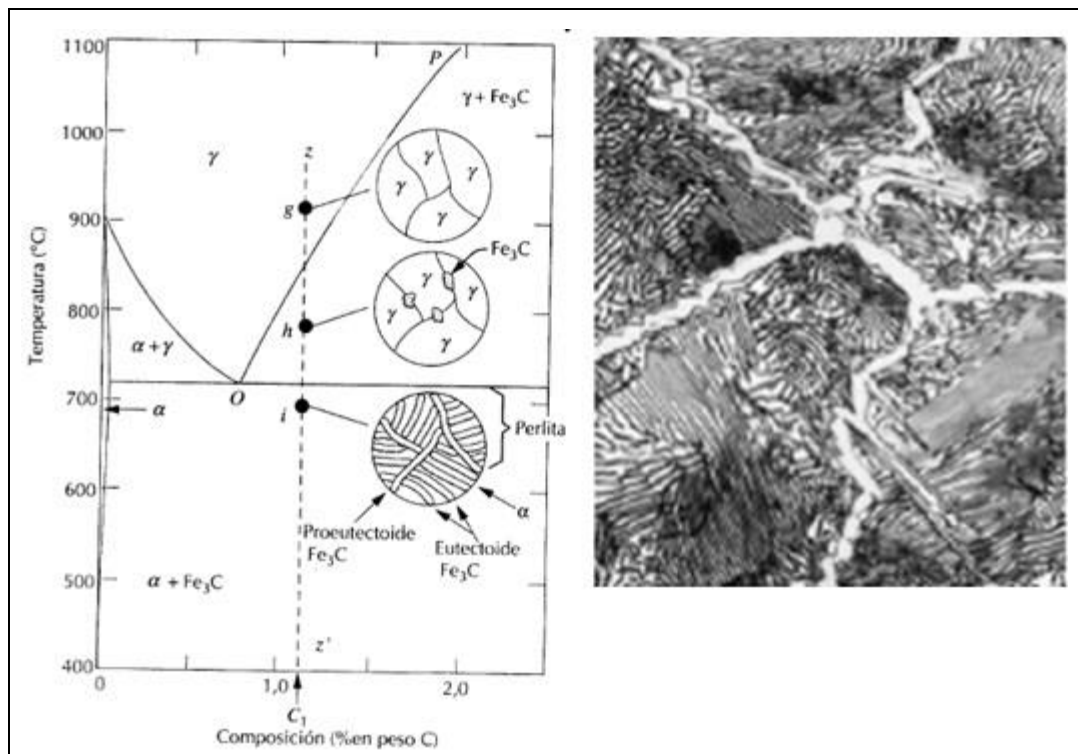 1100
1000
900
800
700
600
500
400
Temperatura (°C)
P
γ + Fe₃C
γ
z
γ
γ
γ
γ
g
Fe₃C
γ
γ
γ
γ
h
α + γ
O
α
i
Perlita
α
Proeutectoide
Fe₃C
Eutectoide
Fe₃C
α + Fe₃C
z'
0
1,0
2,0
C₁
Composición (%en peso C)